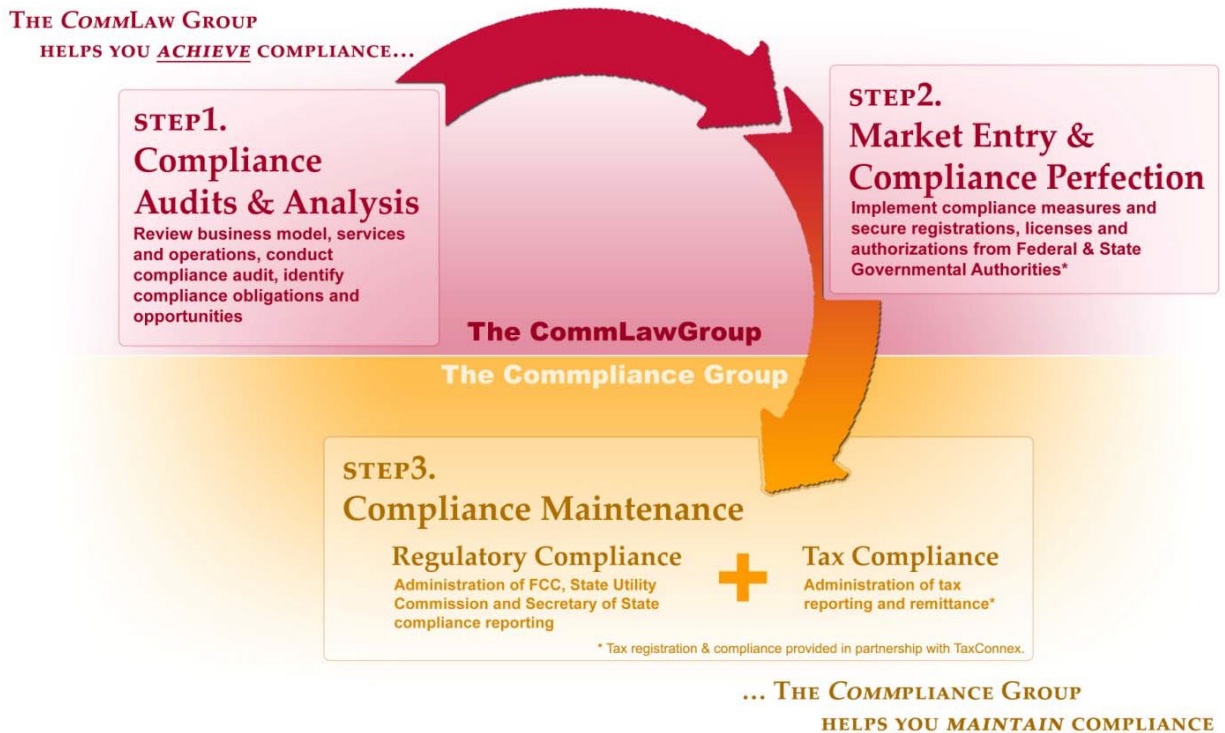 THE COMMLAW GROUP
HELPS YOU ACHIEVE COMPLIANCE...
STEP1.
Compliance
Audits & Analysis
Review business model, services
and operations, conduct
compliance audit, identify
compliance obligations and
opportunities
STEP2.
Market Entry &
Compliance Perfection
Implement compliance measures and
secure registrations, licenses and
authorizations from Federal & State
Governmental Authorities*
The CommLawGroup
The Commpliance Group
STEP3.
Compliance Maintenance
Regulatory Compliance
Administration of FCC, State Utility
Commission and Secretary of State
compliance reporting
+
Tax Compliance
Administration of tax
reporting and remittance*
* Tax registration & compliance provided in partnership with TaxConnex.
... THE COMMPLIANCE GROUP
HELPS YOU MAINTAIN COMPLIANCE